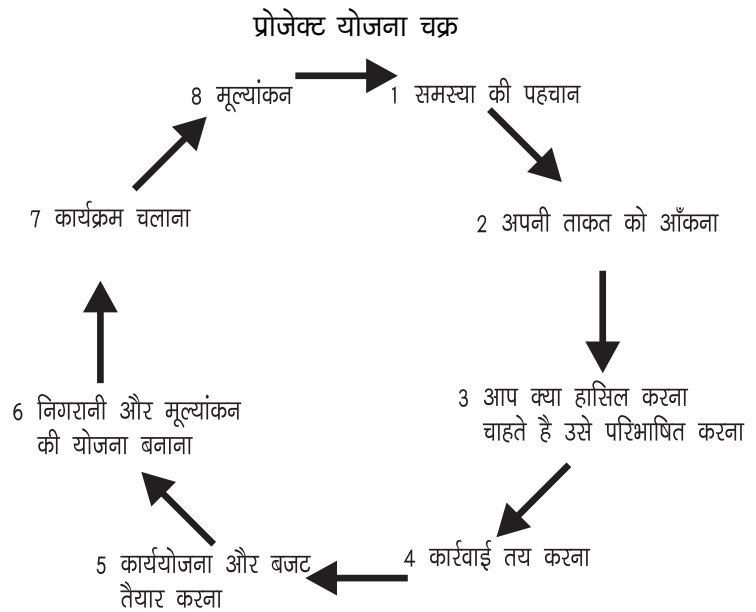 प्रोजेक्ट योजना चक्र
1 समस्या की पहचान
2 अपनी ताकत को आँकना
3 आप क्या हासिल करना
चाहते है उसे परिभाषित करना
4 कार्रवाई तय करना
5 कार्ययोजना और बजट
तैयार करना
6 निगरानी और मूल्यांकन
की योजना बनाना
7 कार्यक्रम चलाना
8 मूल्यांकन